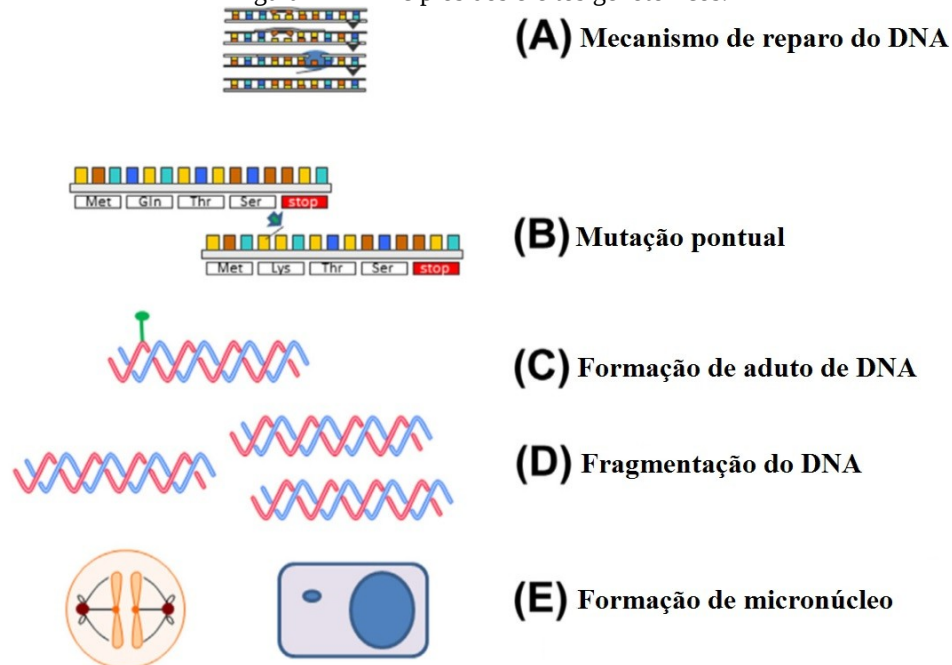 (A) Mecanismo de reparo do DNA
Met Gln Thr Ser stop
Met Lys Thr Ser stop
(B) Mutação pontual
(C) Formação de aduto de DNA
(D) Fragmentação do DNA
(E) Formação de micronúcleo